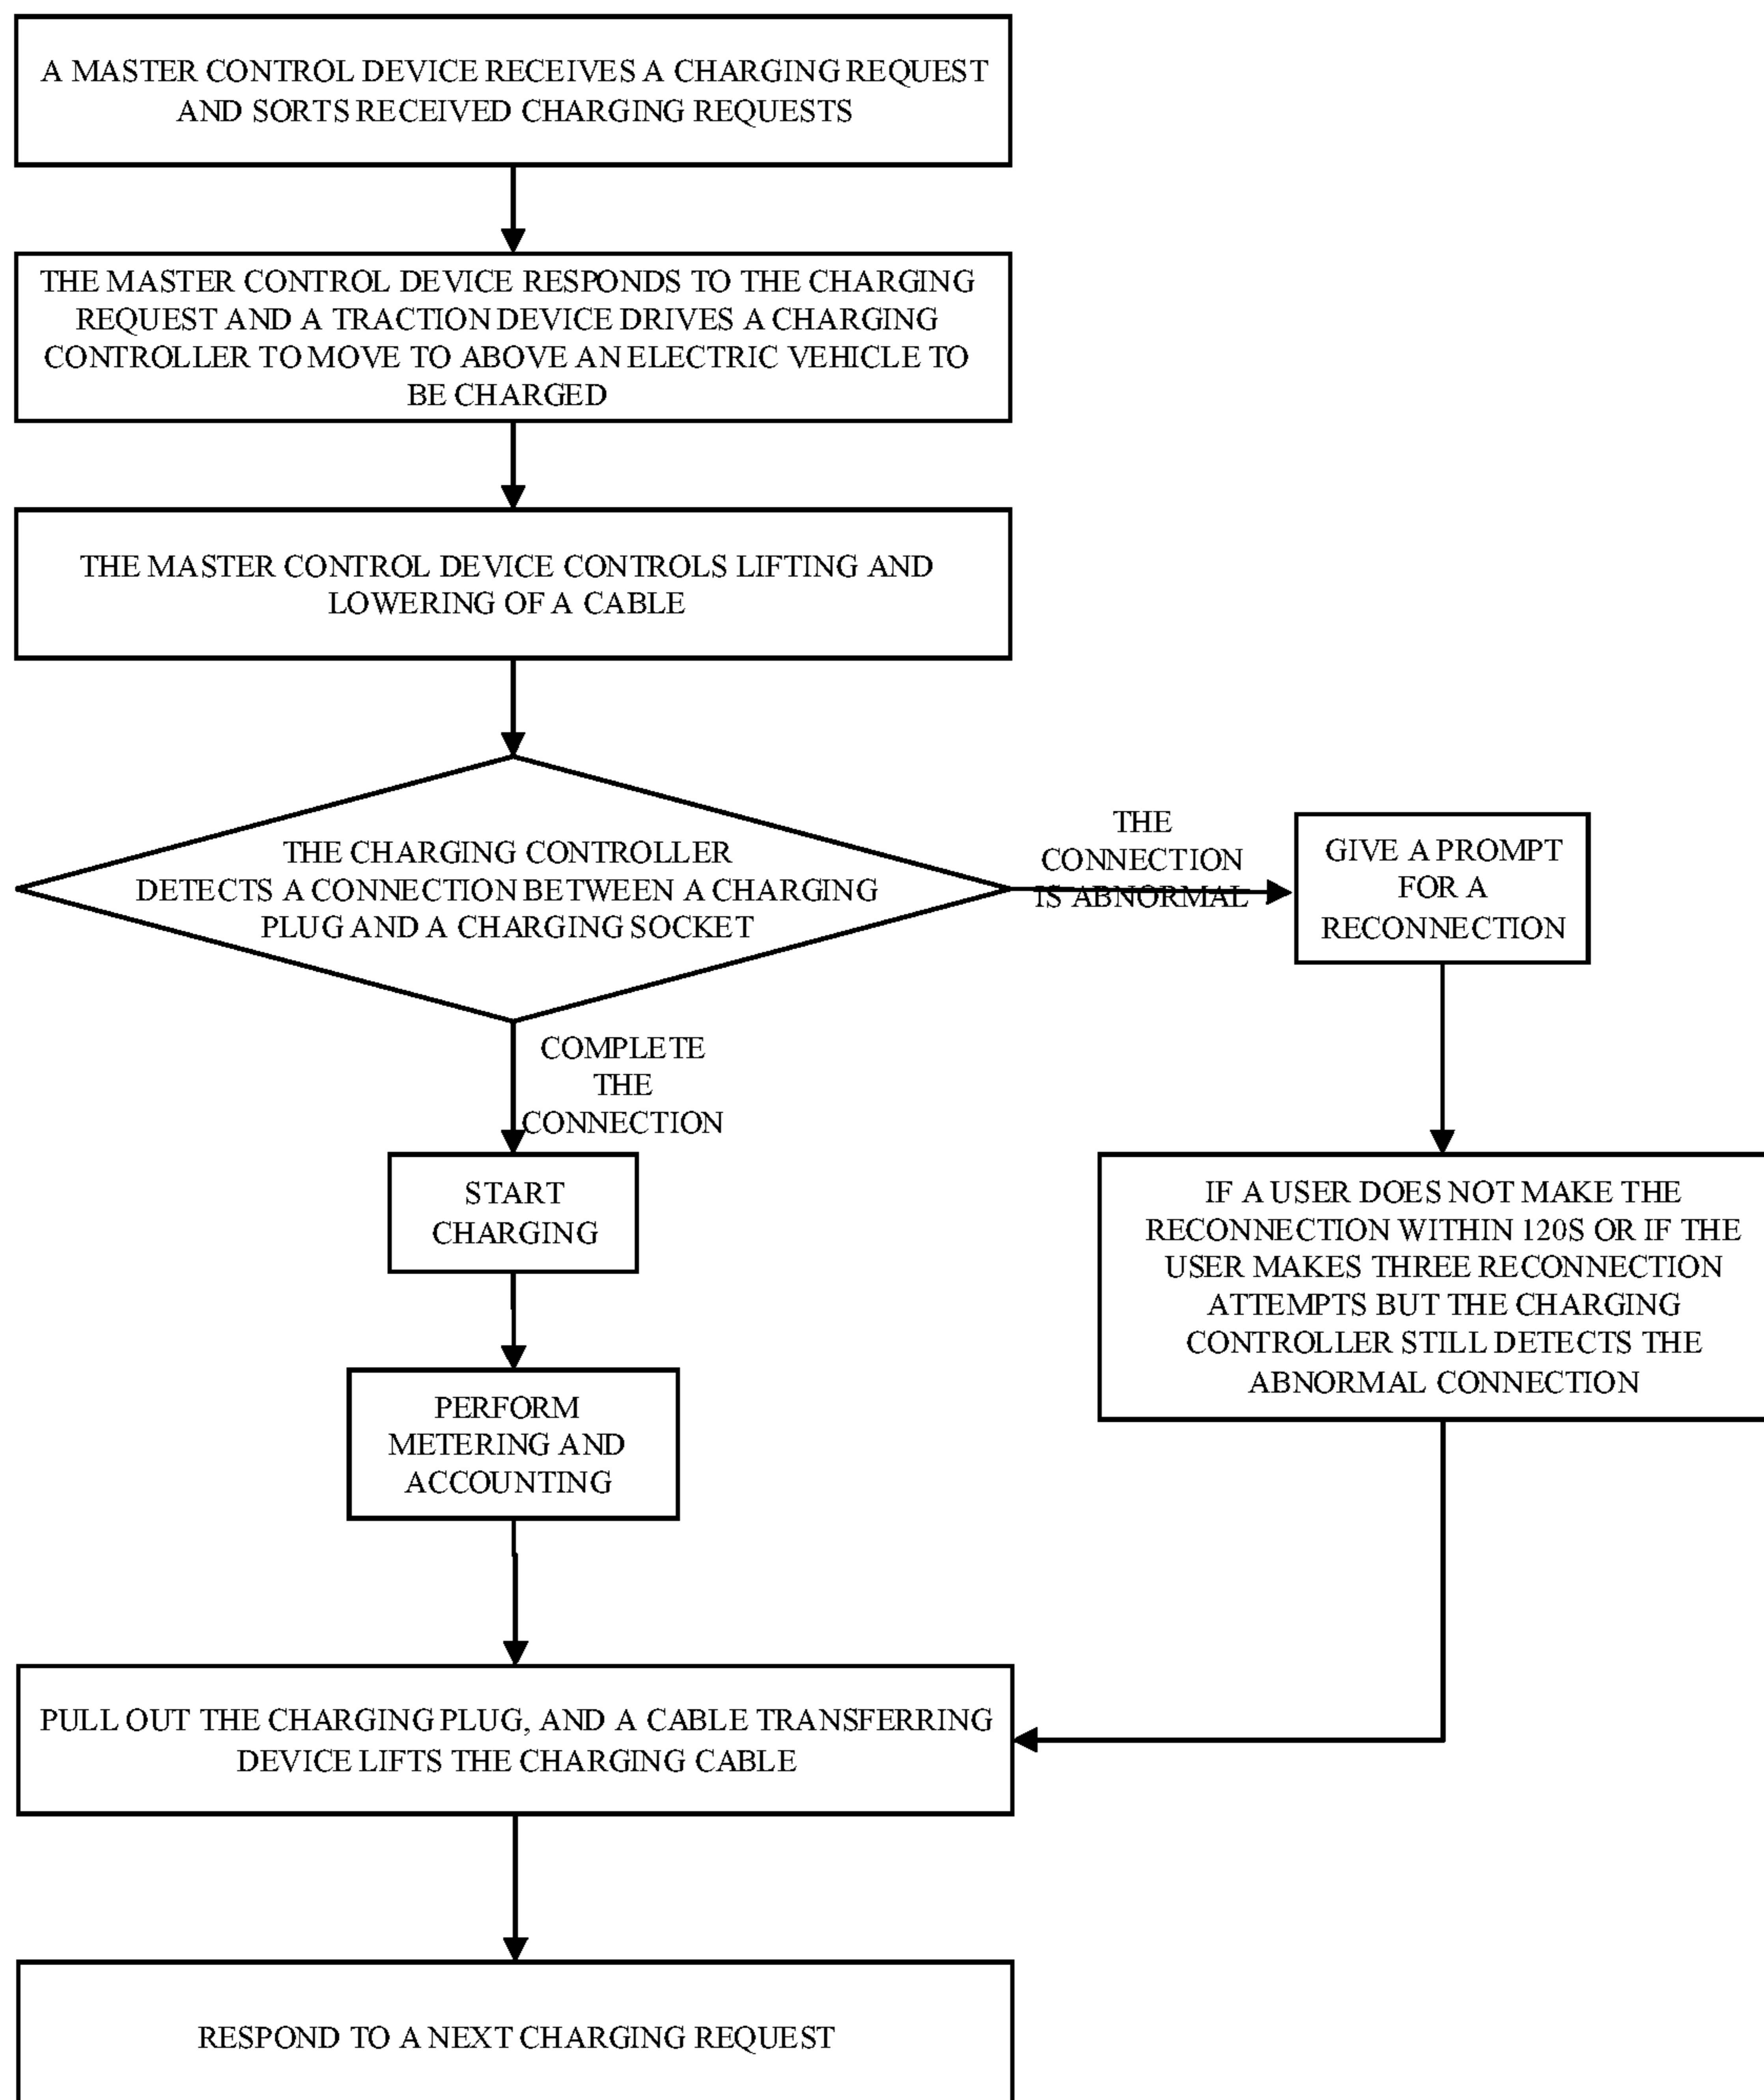 A MASTER CONTROL DEVICE RECEIVES A CHARGING REQUEST
AND SORTS RECEIVED CHARGING REQUESTS
THE MASTER CONTROL DEVICE RESPONDS TO THE CHARGING
REQUEST AND A TRACTION DEVICE DRIVES A CHARGING
CONTROLLER TO MOVE TO ABOVE AN ELECTRIC VEHICLE TO
BE CHARGED
THE MASTER CONTROL DEVICE CONTROLS LIFTING AND
LOWERING OF A CABLE
THE CHARGING CONTROLLER
DETECTS A CONNECTION BETWEEN A CHARGING
PLUG AND A CHARGING SOCKET
THE
CONNECTION
IS ABNORMAL
GIVE A PROMPT
FOR A
RECONNECTION
COMPLETE
THE
CONNECTION
START
CHARGING
IF A USER DOES NOT MAKE THE
RECONNECTION WITHIN 120S OR IF THE
USER MAKES THREE RECONNECTION
ATTEMPTS BUT THE CHARGING
CONTROLLER STILL DETECTS THE
ABNORMAL CONNECTION
PERFORM
METERING AND
ACCOUNTING
PULL OUT THE CHARGING PLUG, AND A CABLE TRANSFERRING
DEVICE LIFTS THE CHARGING CABLE
RESPOND TO A NEXT CHARGING REQUEST